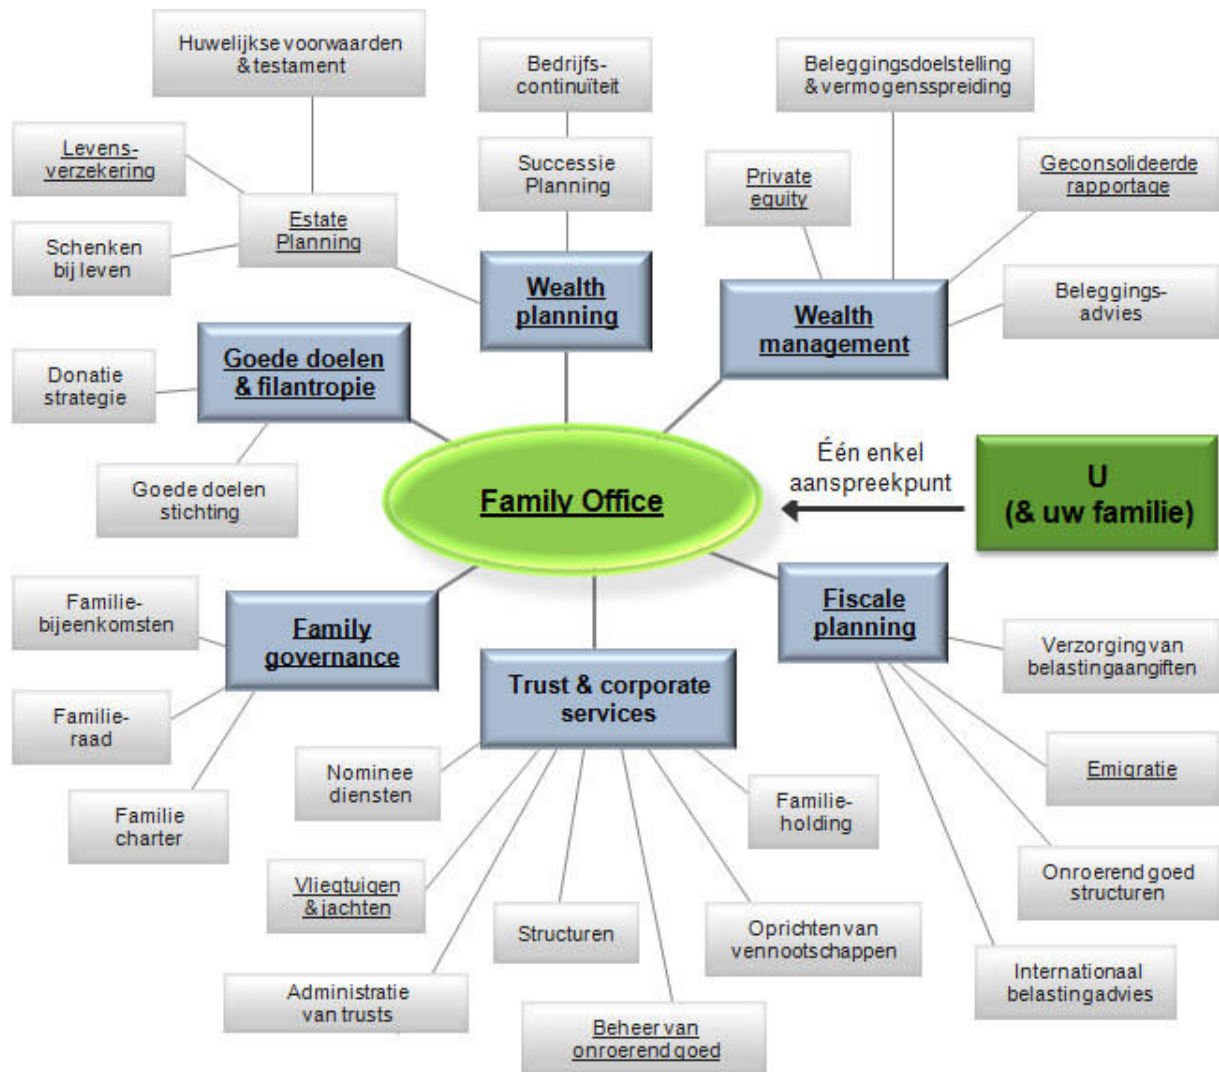 Huwelijkse voorwaarden
& testament
Bedrijfs-
continuïteit
Beleggingsdoelstelling
& vermogensspreiding
Levens-
verzekering
Successie
Planning
Private
equity
Geconsolideerde
rapportage
Estate
Planning
Schenken
bij leven
Wealth
planning
Wealth
management
Beleggings-
advies
Goede doelen
& filantropie
Donatie
strategie
Goede doelen
stichting
Family Office
Één enkel
aanspreekpunt
U
(& uw familie)
Familie-
bijeenkomsten
Family
governance
Fiscale
planning
Verzorging van
belastingaangiften
Trust & corporate
services
Familie-
raad
Nominee
diensten
Familie-
holding
Emigratie
Familie
charter
Vliegtuigen
& jachten
Structuren
Oprichten van
vennootschappen
Onroerend goed
structuren
Administratie
van trusts
Beheer van
onroerend goed
Internationaal
belastingadvies